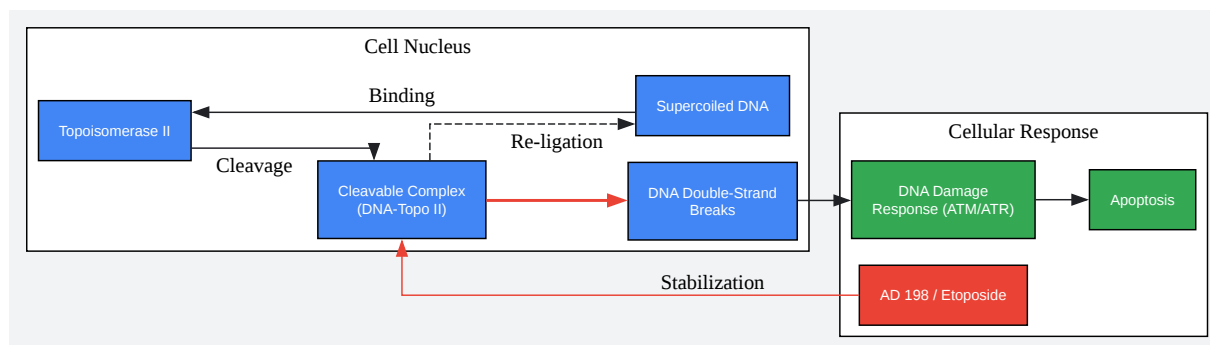 Cell Nucleus
Binding
Supercoiled DNA
Topoisomerase II
Re-ligation
Cleavage
Cleavable Complex
(DNA-Topo II)
DNA Double-Strand
Breaks
Cellular Response
DNA Damage
Response (ATM/ATR)
Apoptosis
Stabilization
AD 198 / Etoposide